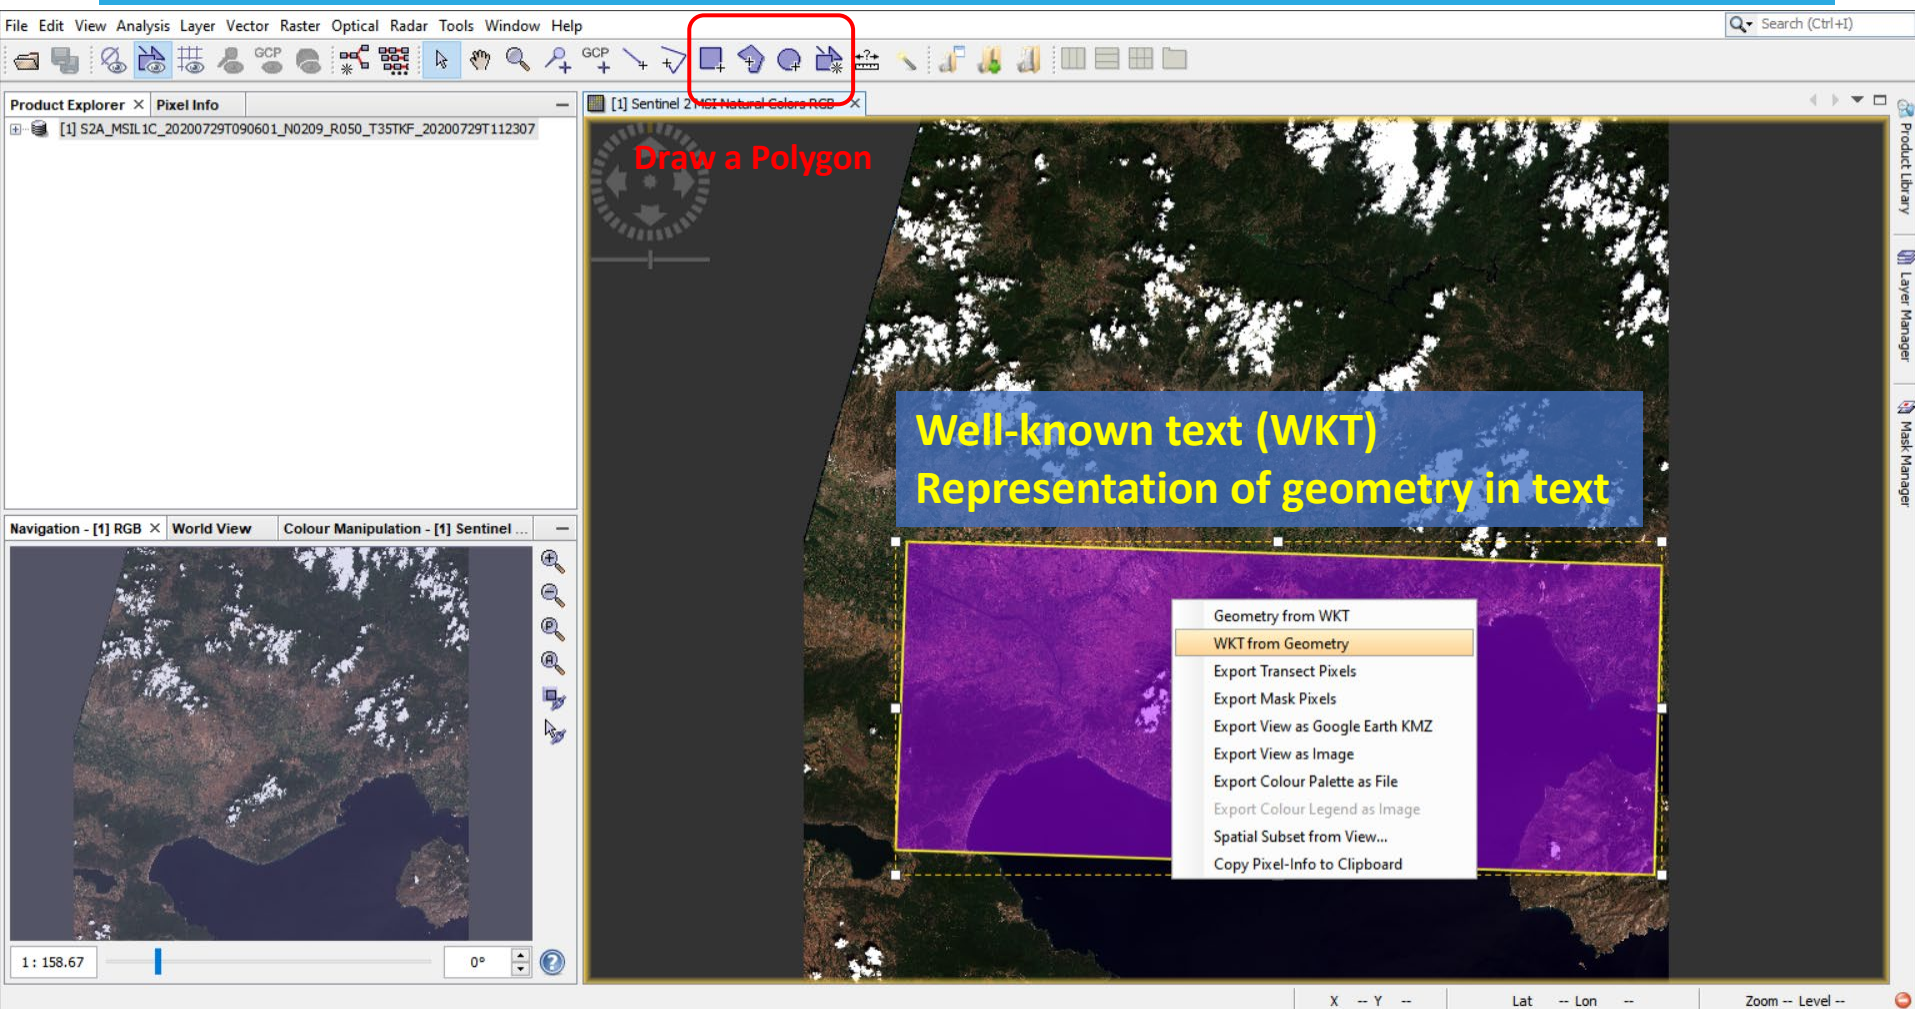 File Edit View Analysis Layer Vector Raster Optical Radar Tools Window Help
Search (Ctrl+I)
GCP
GCP
Product Explorer Pixel Info
[1] Sentinel 2 MSI Natural Colors RGB
[1] S2A_MSIL1C_20200729T090601_N0209_R050_T35TKF_20200729T112307
Draw a Polygon
Product Library
Layer Manager
Mask Manager
Well-known text (WKT)
Representation of geometry in text
Navigation - [1] RGB World View Colour Manipulation - [1] Sentinel ...
Geometry from WKT
WKT from Geometry
Export Transect Pixels
Export Mask Pixels
Export View as Google Earth KMZ
Export View as Image
Export Colour Palette as File
Export Colour Legend as Image
Spatial Subset from View...
Copy Pixel-Info to Clipboard
1 : 158.67
0°
X -- Y -- Lat -- Lon -- Zoom -- Level --